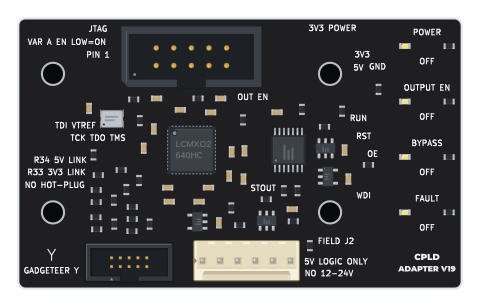 JTAG
VAR A EN LOW=ON
PIN 1
3V3 POWER
3V3
5V GND
POWER
OFF
OUTPUT EN
OFF
OUT EN
RUN
RST
OE
BYPASS
OFF
TDI VTREF
TCK TDO TMS
LCMXO2
640HC
R34 5V LINK
R33 3V3 LINK
NO HOT-PLUG
STOUT
WDI
FAULT
OFF
Y
GADGETEER Y
FIELD J2
5V LOGIC ONLY
NO 12-24V
CPLD
ADAPTER V19